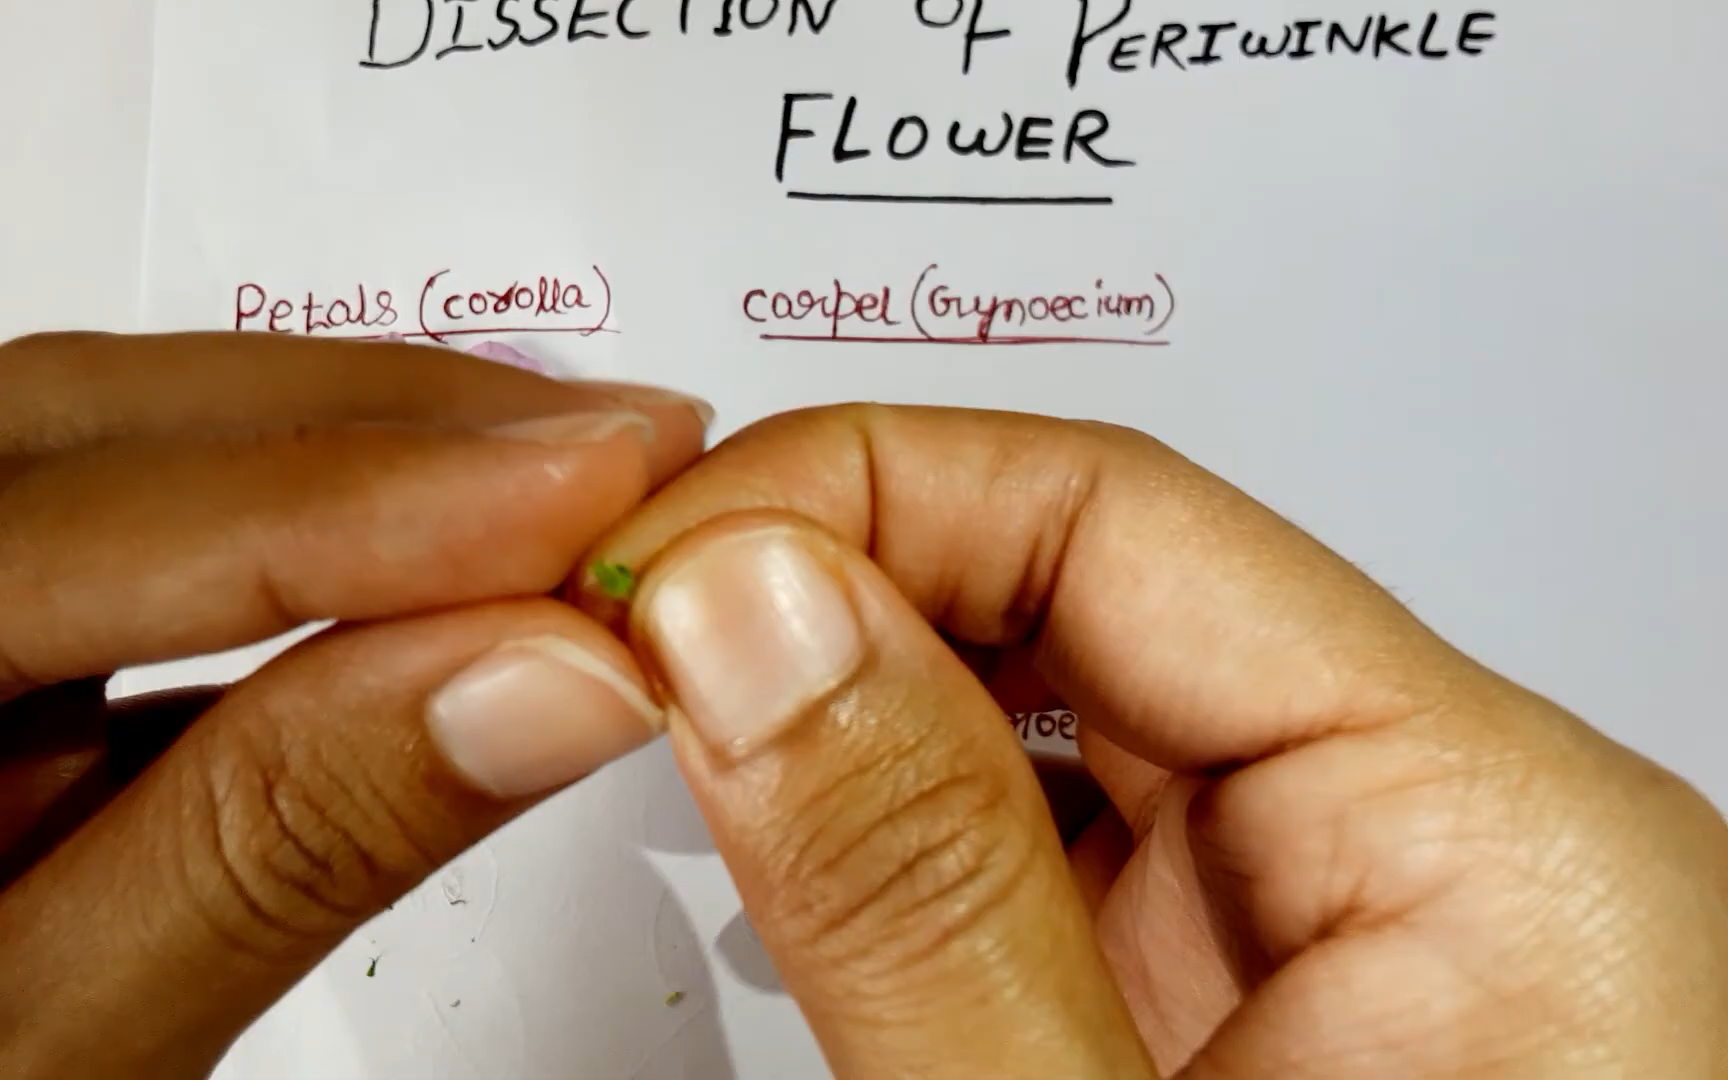 DISSECTION OF PERIWINKLE
FLOWER
Petals (corolla) carpel (Gynoecium)